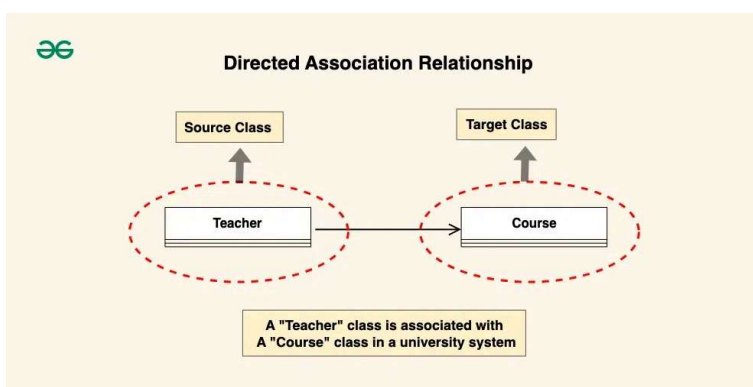 Directed Association Relationship
Source Class
Target Class
Teacher
Course
A "Teacher" class is associated with
A "Course" class in a university system